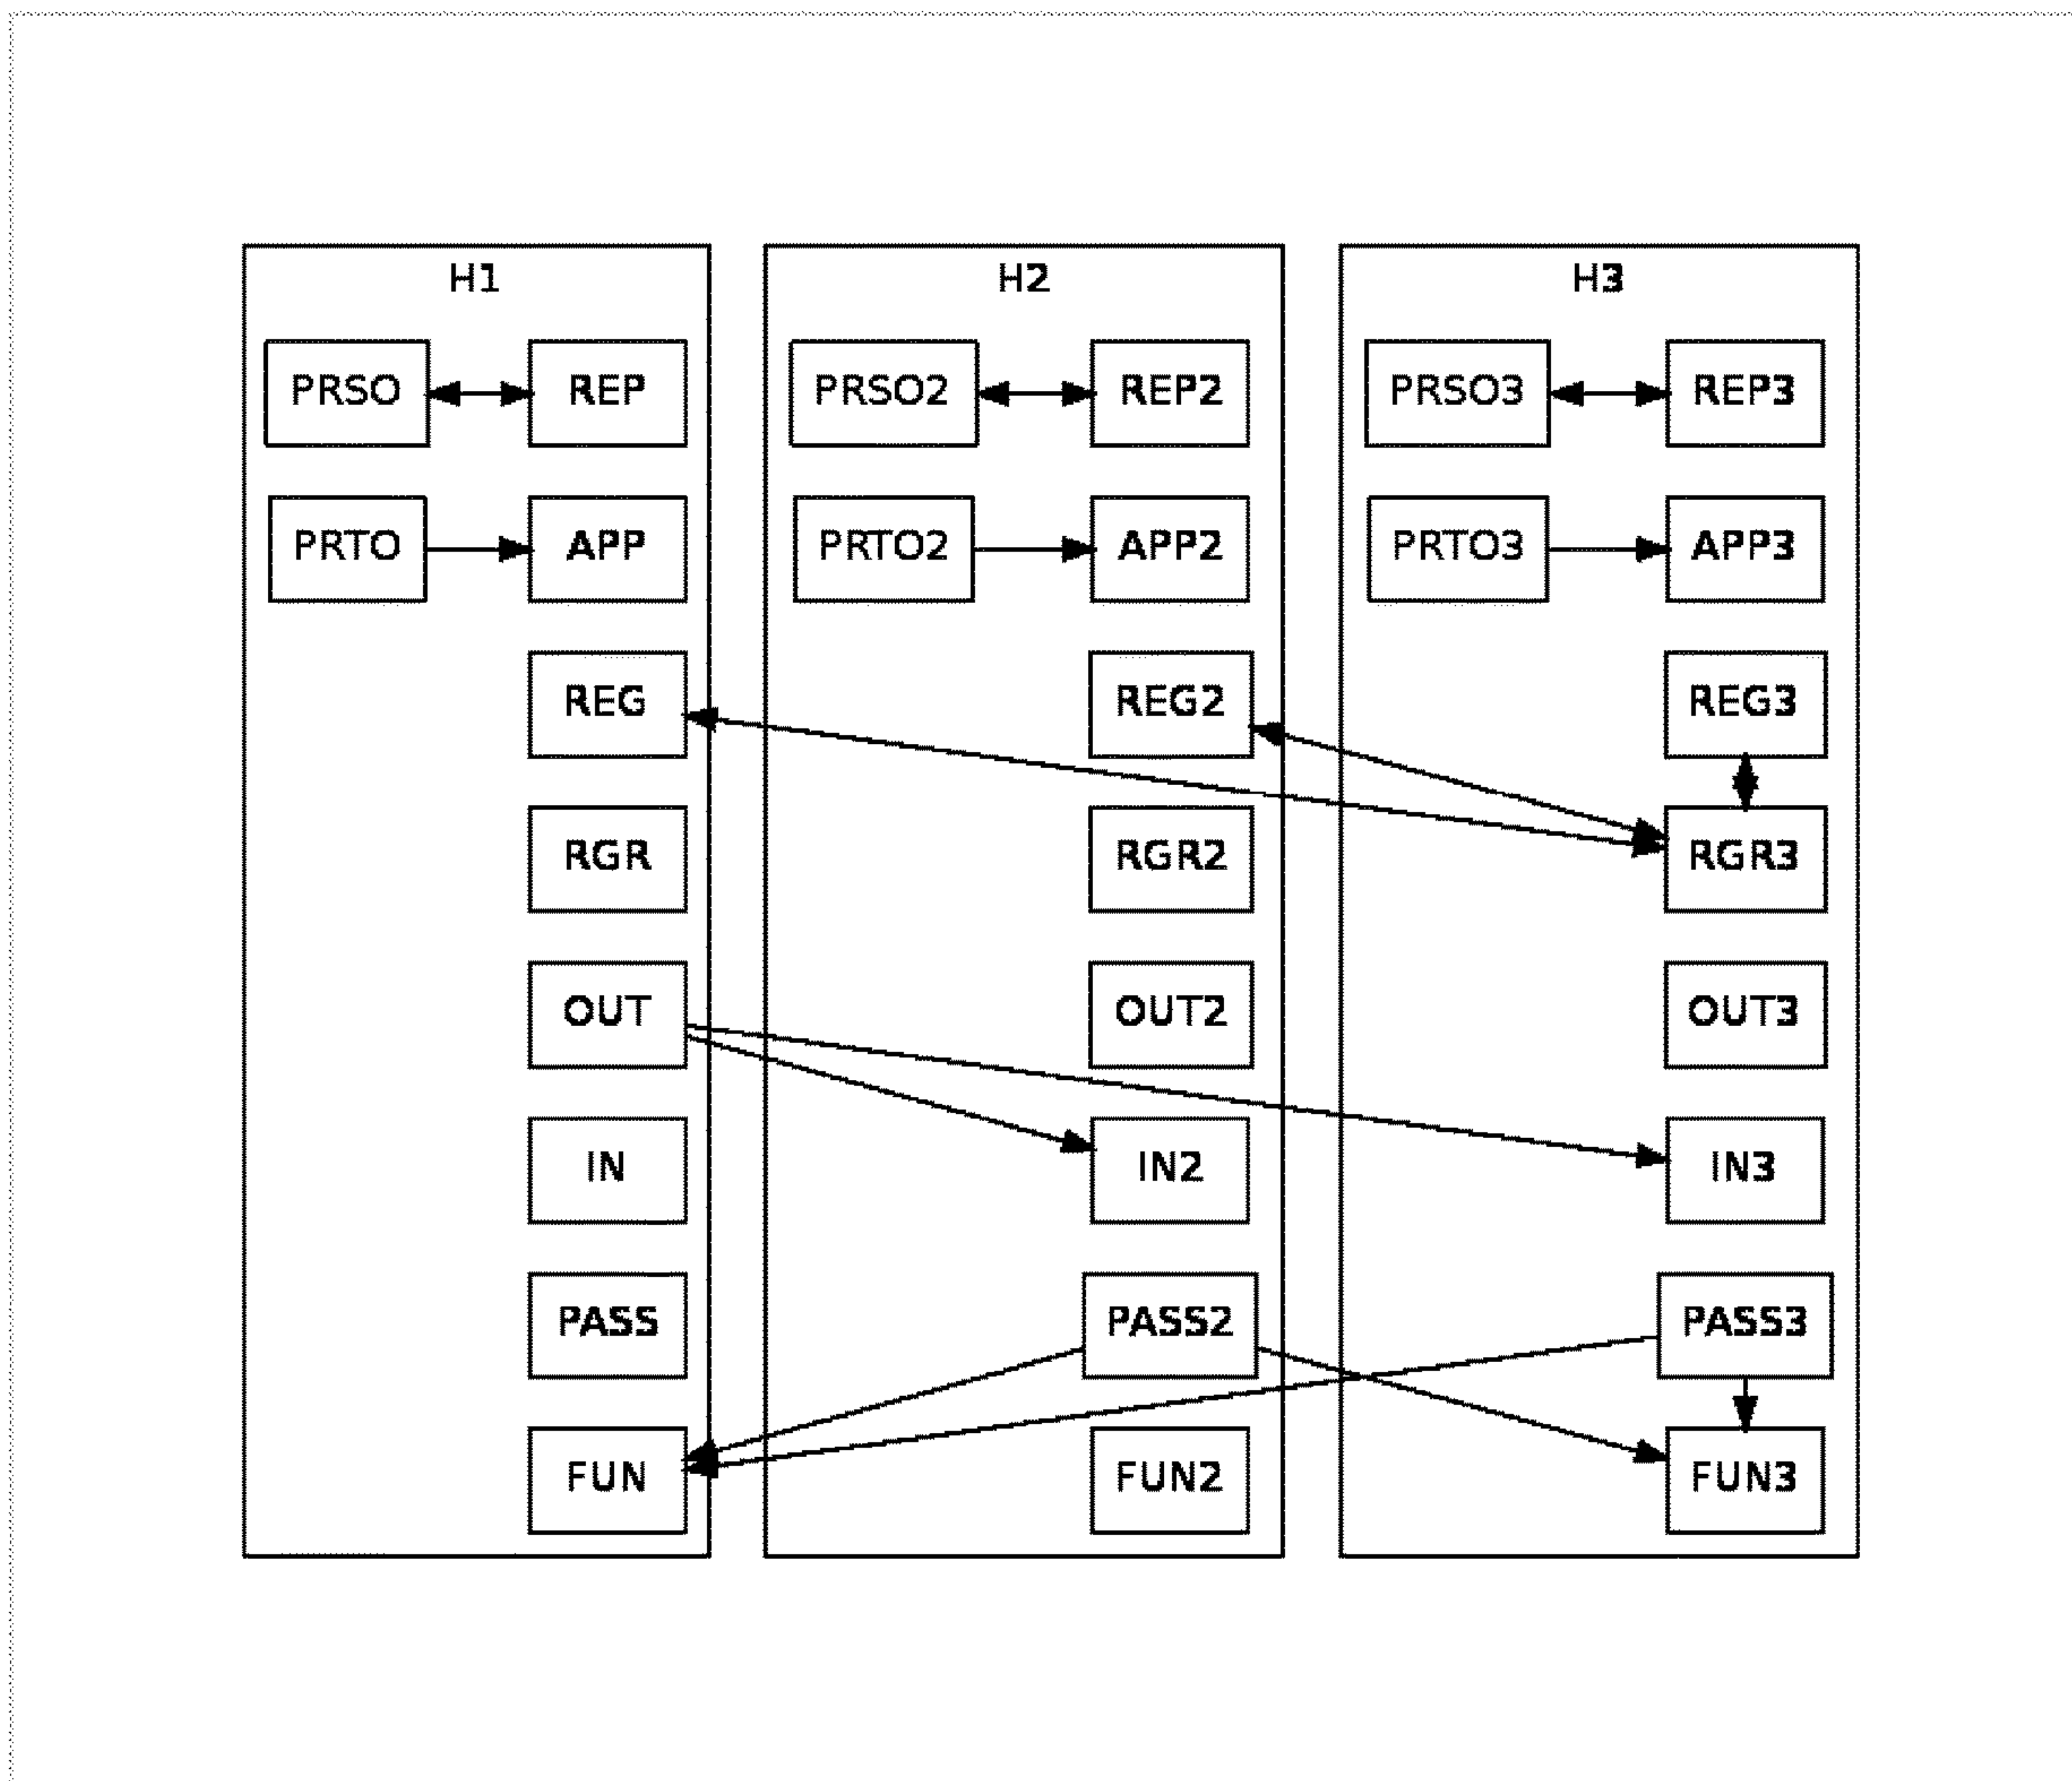 H1 H2 H3
PRSO REP PRSO2 REP2 PRSO3 REP3
PRTO APP PRTO2 APP2 PRTO3 APP3
REG REG2 REG3
RGR RGR2 RGR3
OUT OUT2 OUT3
IN IN2 IN3
PASS PASS2 PASS3
FUN FUN2 FUN3